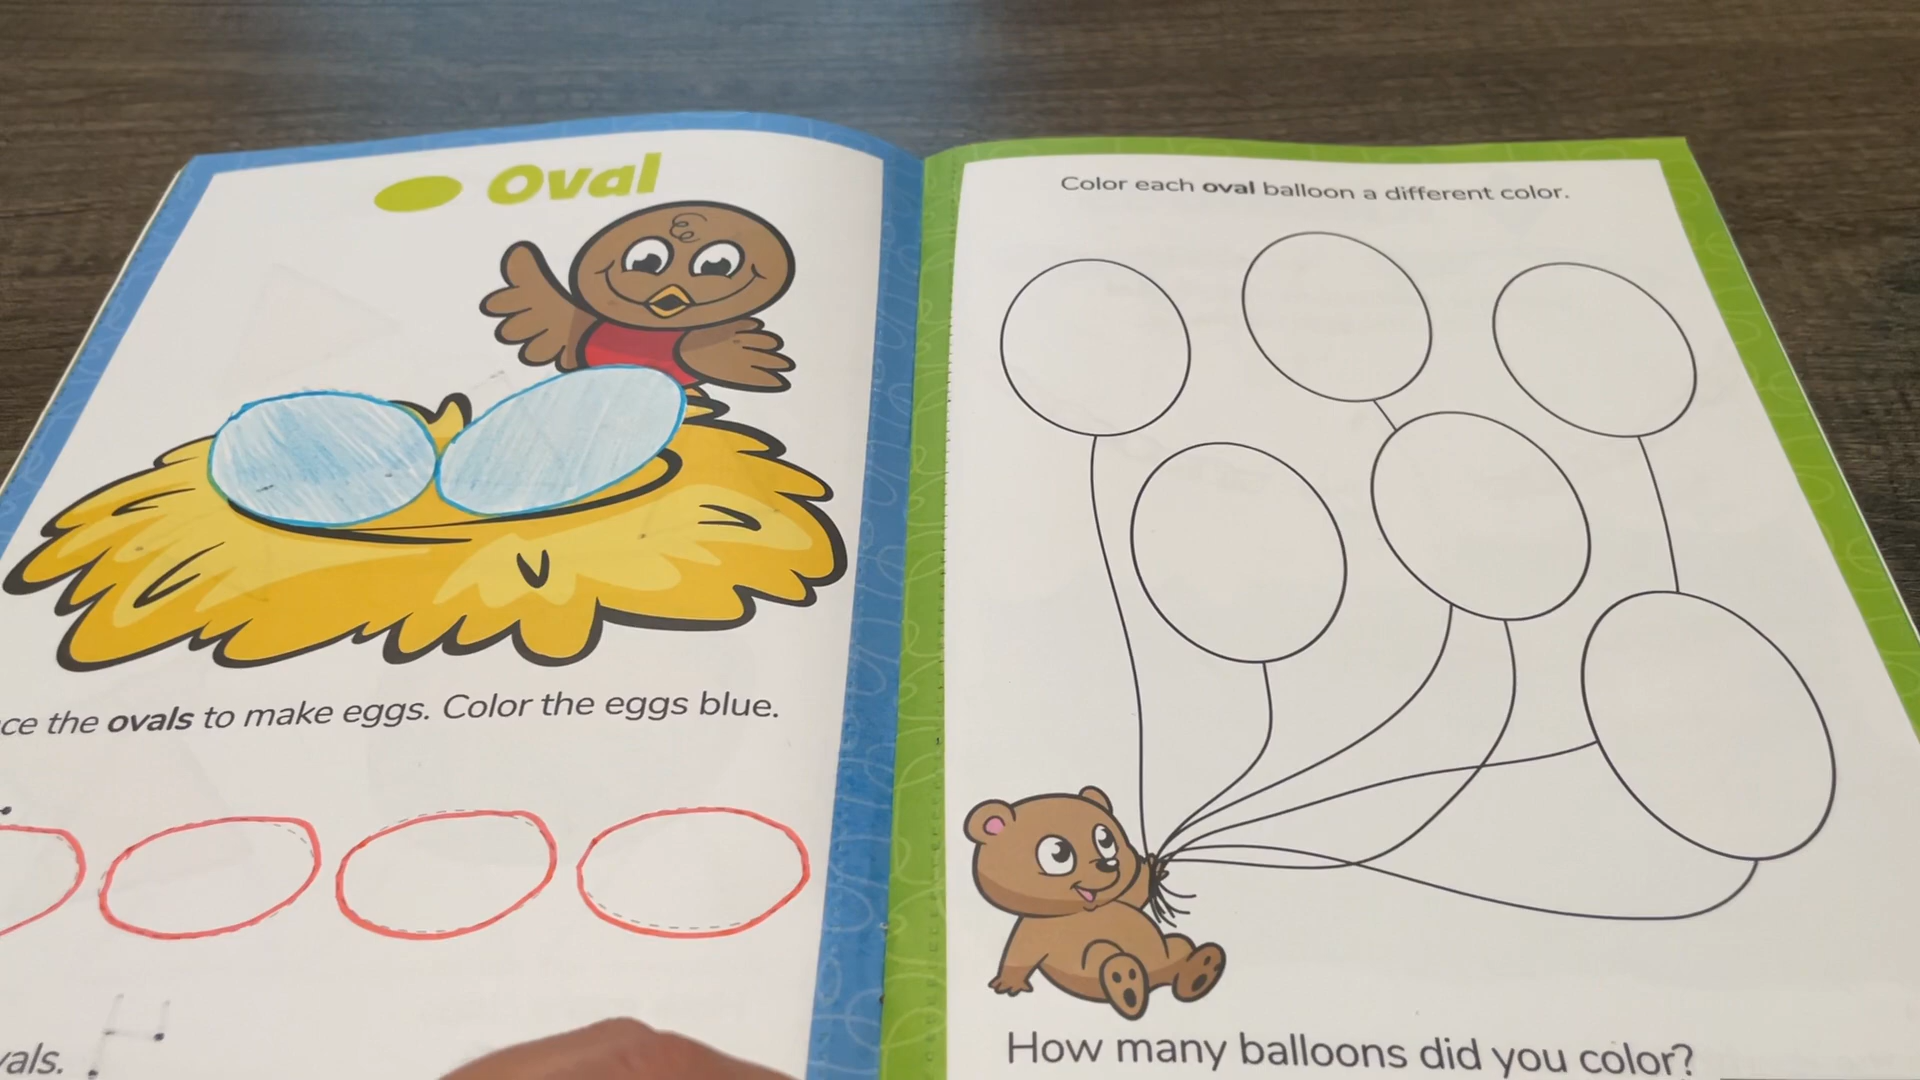 Oval
ce the ovals to make eggs. Color the eggs blue.
vals.
Color each oval balloon a different color.
How many balloons did you color?